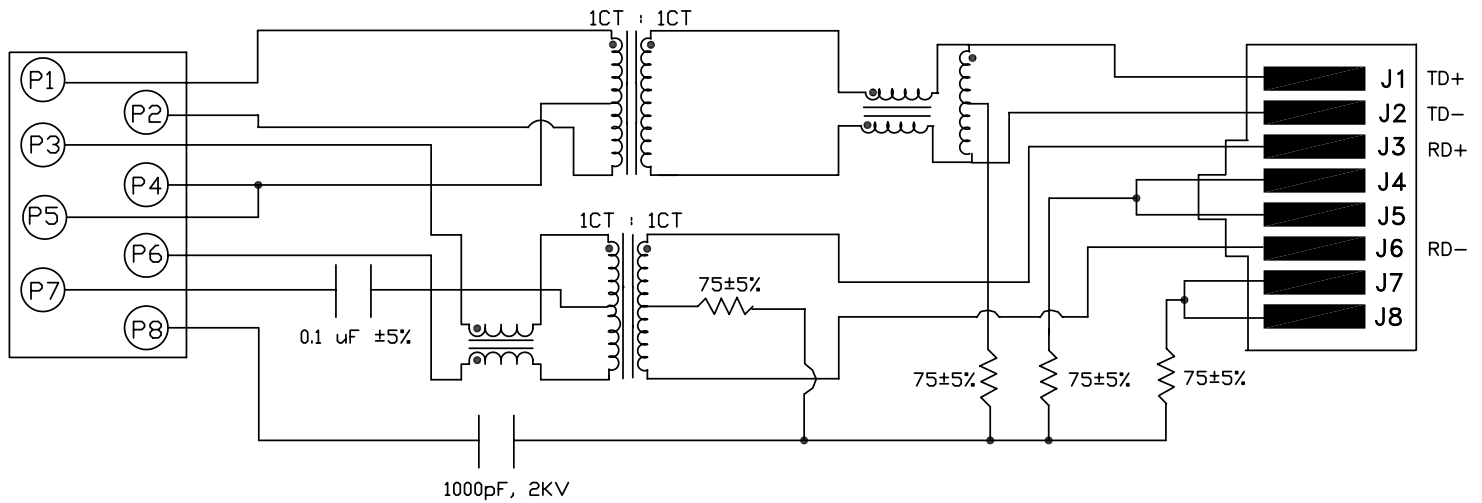 1CT : 1CT
P1
J1 TD+
P2
J2 TD-
P3
J3 RD+
P4
J4
P5
J5
1CT : 1CT
P6
J6 RD-
P7
75±5%
J7
P8
J8
0.1 uF ±5%
75±5%
75±5%
75±5%
1000pF, 2KV